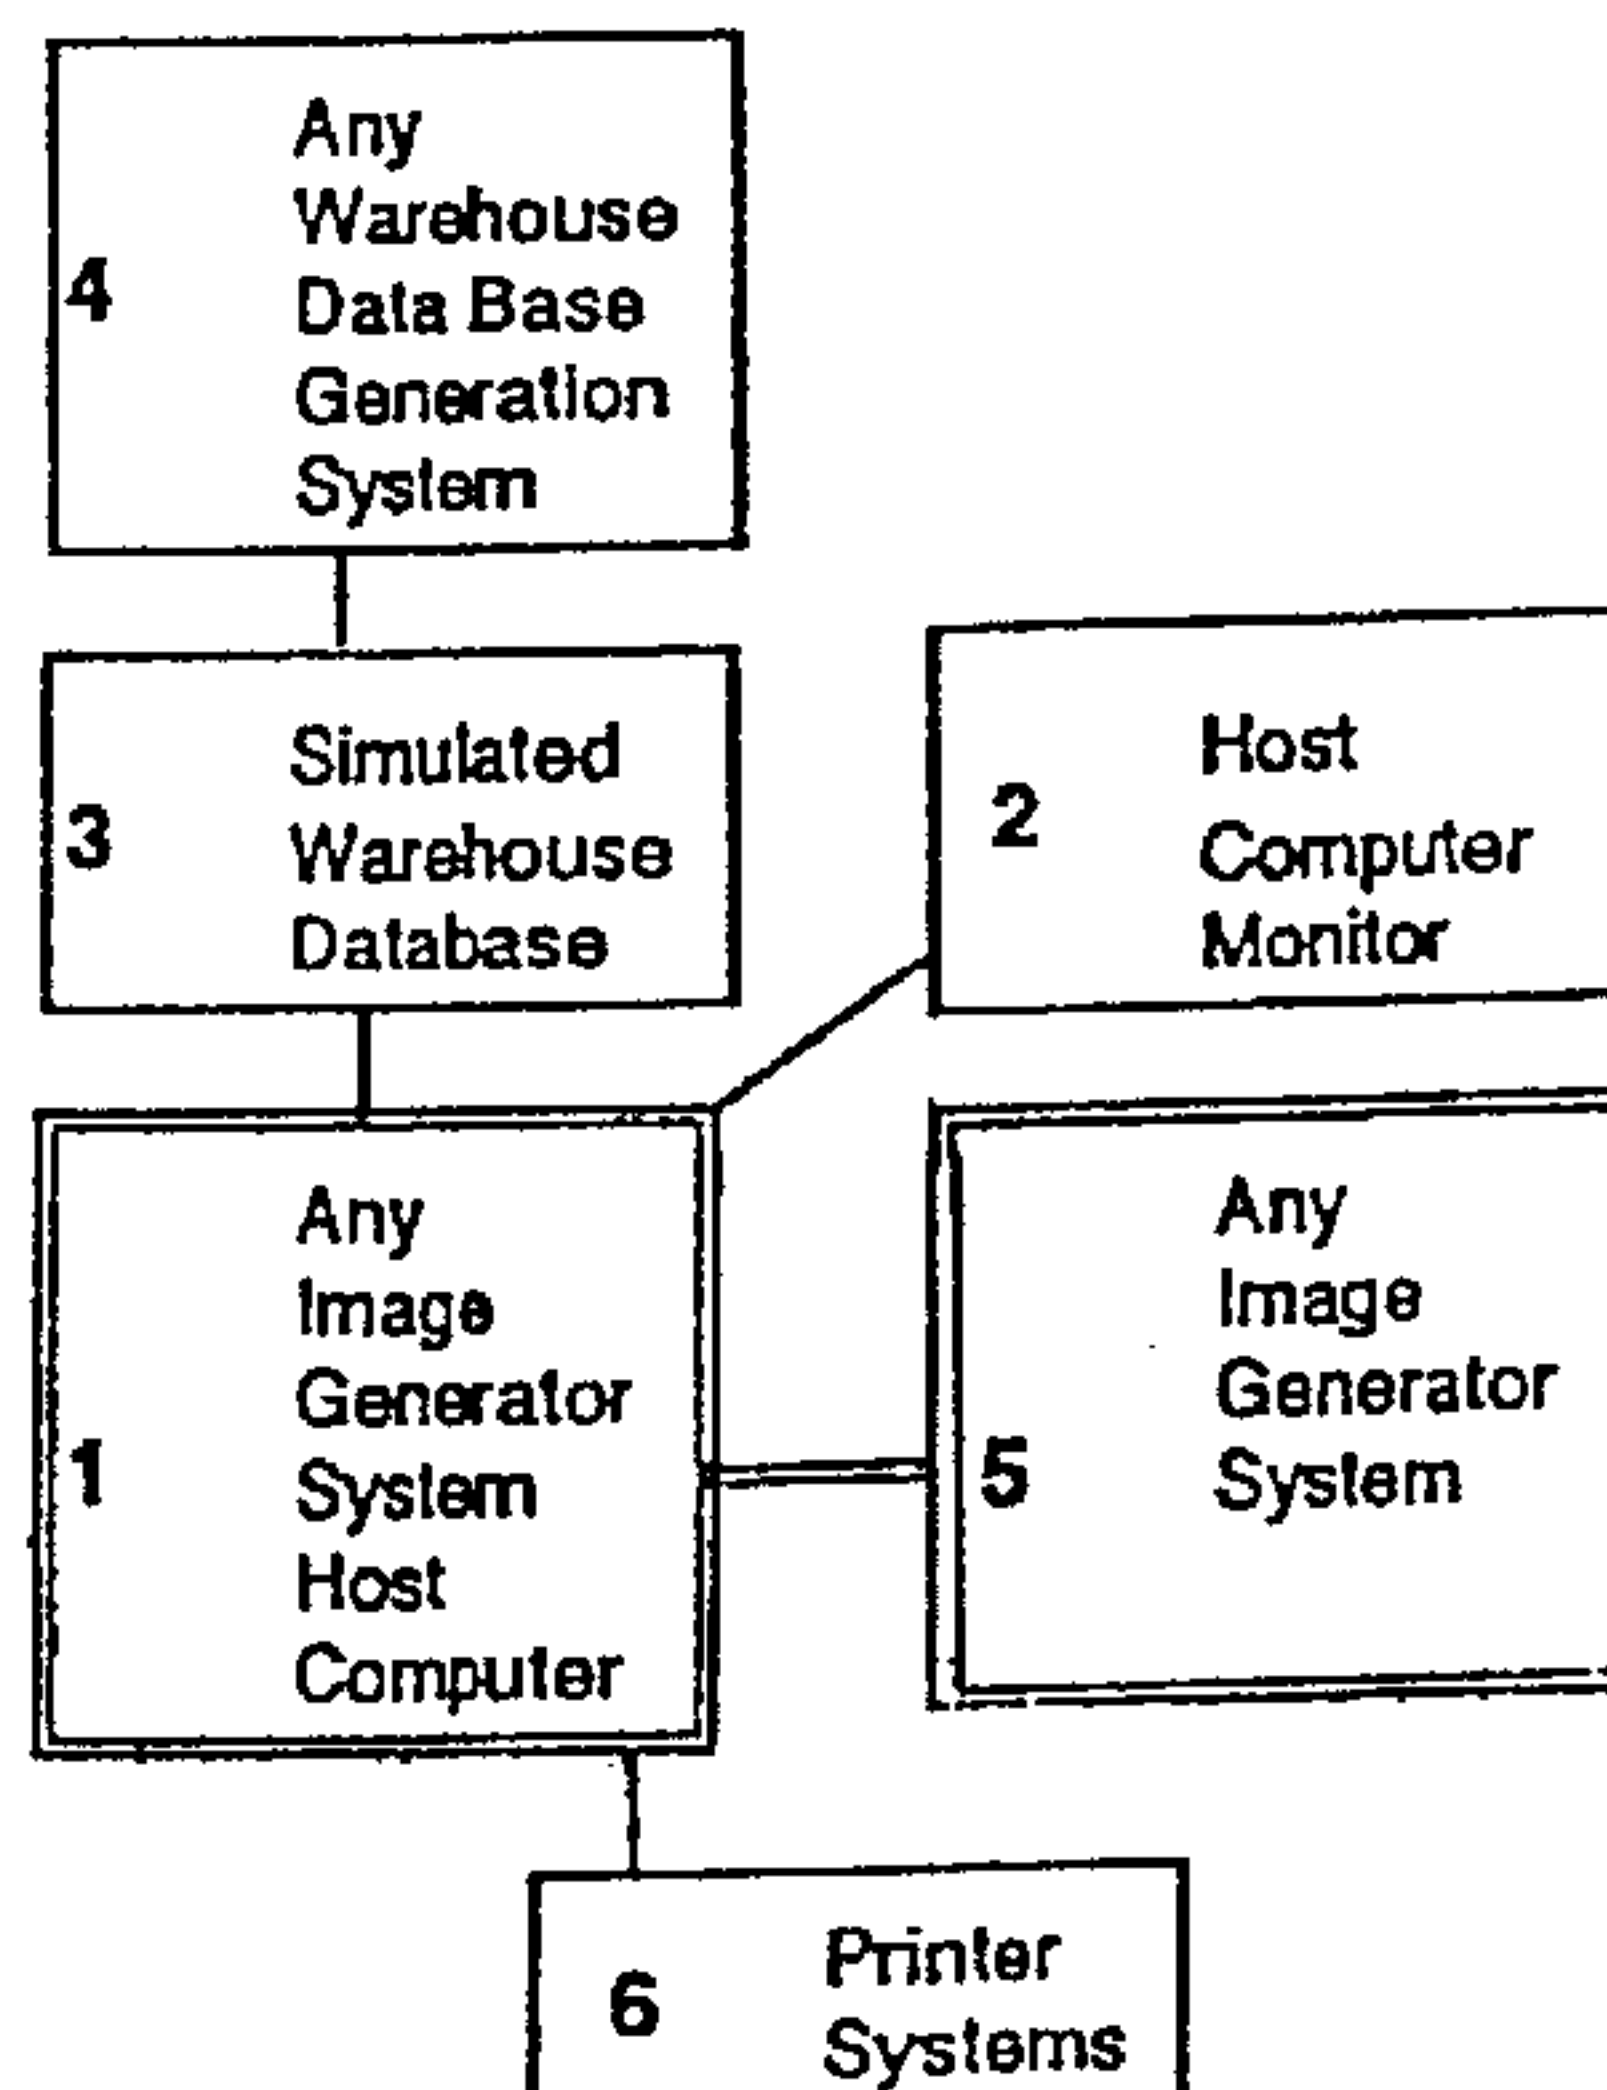 Any
Warehouse
4
Data Base
Generation
System
Simulated
3
Warehouse
Database
Host
2
Computer
Monitor
Any
Image
Generator
1
System
Host
Computer
Any
Image
Generator
5
System
Printer
6
Systems